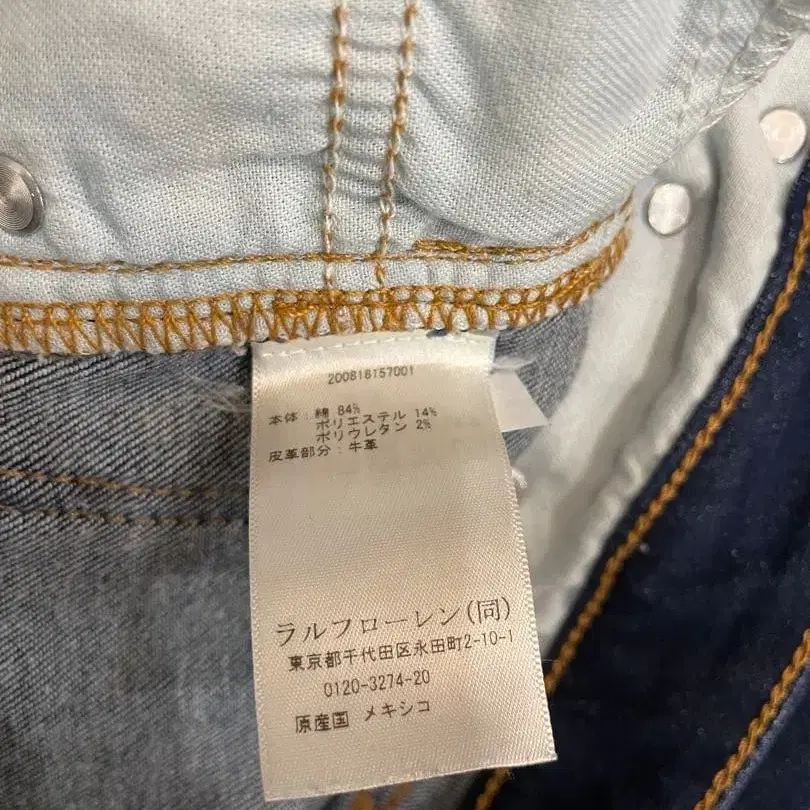 200816157001
本体：綿 84%
ポリエステル 14%
ポリウレタン 2%
皮革部分：牛革
ラルフローレン(同)
東京都千代田区永田町2-10-1
0120-3274-20
原産国 メキシコ